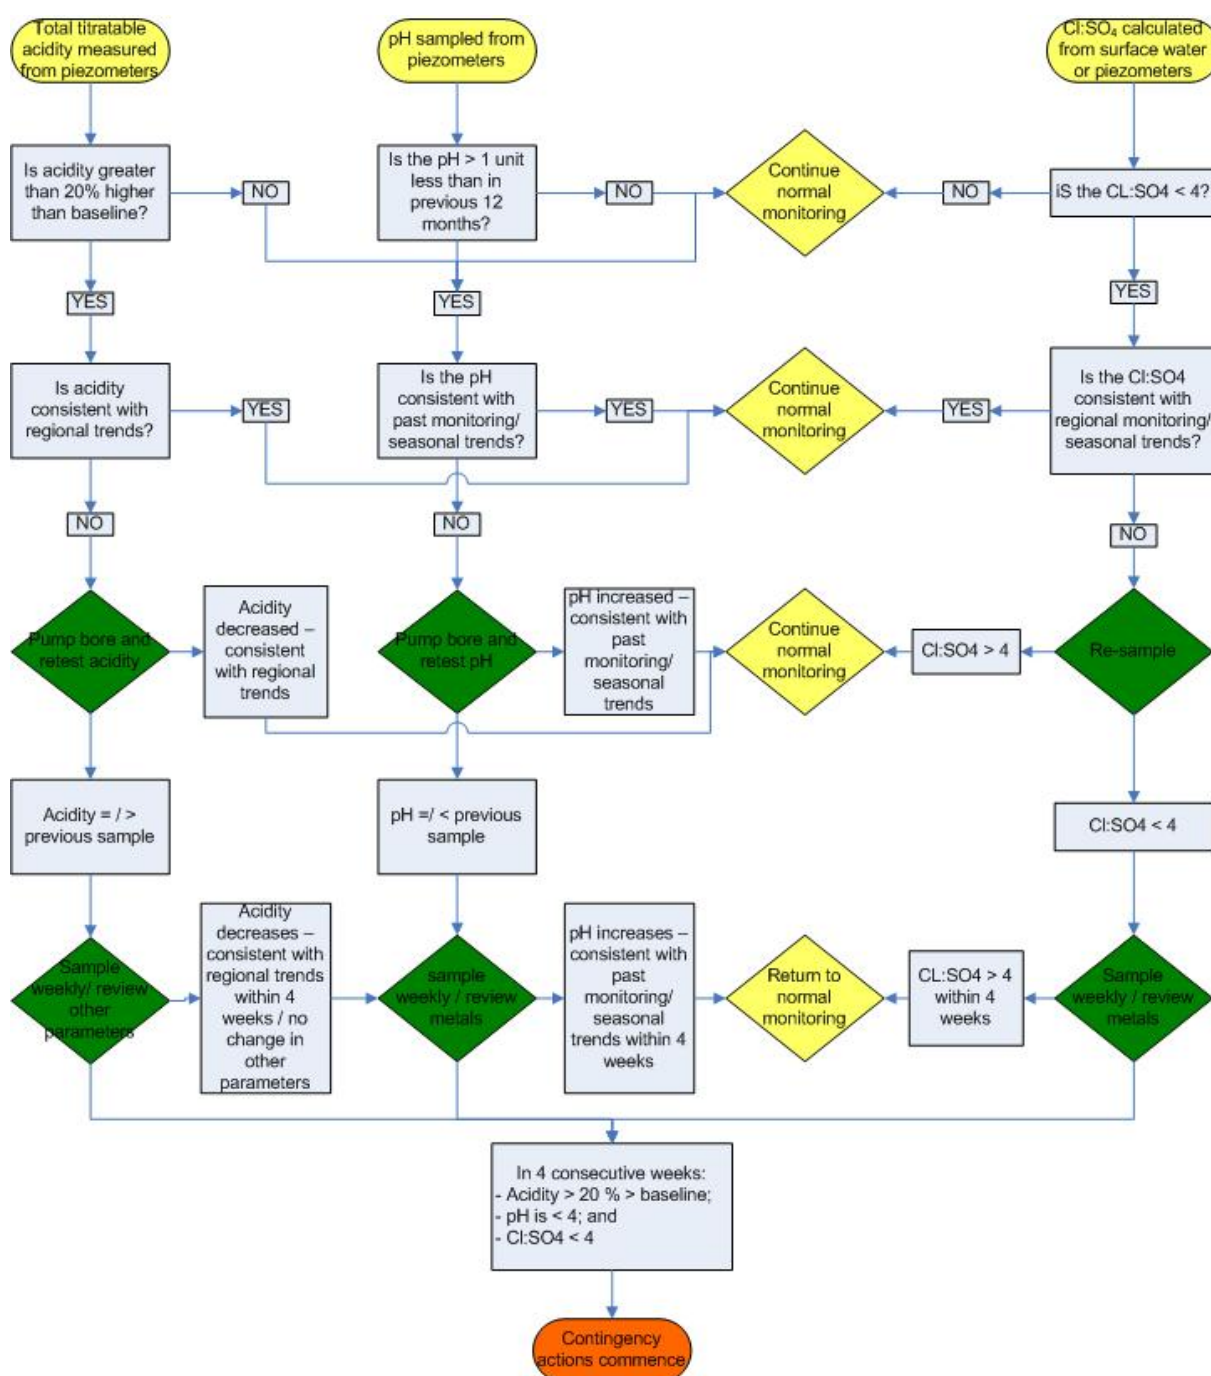 Total titratable
acidity measured
from piezometers
pH sampled from
piezometers
Cl:SO₄ calculated
from surface water
or piezometers
Is acidity greater
than 20% higher
than baseline?
NO
Is the pH > 1 unit
less than in
previous 12
months?
NO
Continue
normal
monitoring
NO
iS the CL:SO4 < 4?
YES
YES
YES
Is acidity
consistent with
regional trends?
YES
Is the pH
consistent with
past monitoring/
seasonal trends?
YES
Continue
normal
monitoring
YES
Is the Cl:SO4
consistent with
regional monitoring/
seasonal trends?
NO
NO
NO
Pump bore and
retest acidity
Acidity
decreased –
consistent
with regional
trends
Pump bore and
retest pH
pH increased –
consistent with
past
monitoring/
seasonal
trends
Continue
normal
monitoring
Cl:SO4 > 4
Re-sample
Acidity = / >
previous sample
pH =/ < previous
sample
Cl:SO4 < 4
Sample
weekly/ review
other
parameters
Acidity
decreases –
consistent with
regional trends
within 4
weeks / no
change in
other
parameters
sample
weekly / review
metals
pH increases –
consistent with
past
monitoring/
seasonal
trends within 4
weeks
Return to
normal
monitoring
CL:SO4 > 4
within 4
weeks
Sample
weekly / review
metals
In 4 consecutive weeks:
- Acidity > 20 % > baseline;
- pH is < 4; and
- Cl:SO4 < 4
Contingency
actions commence